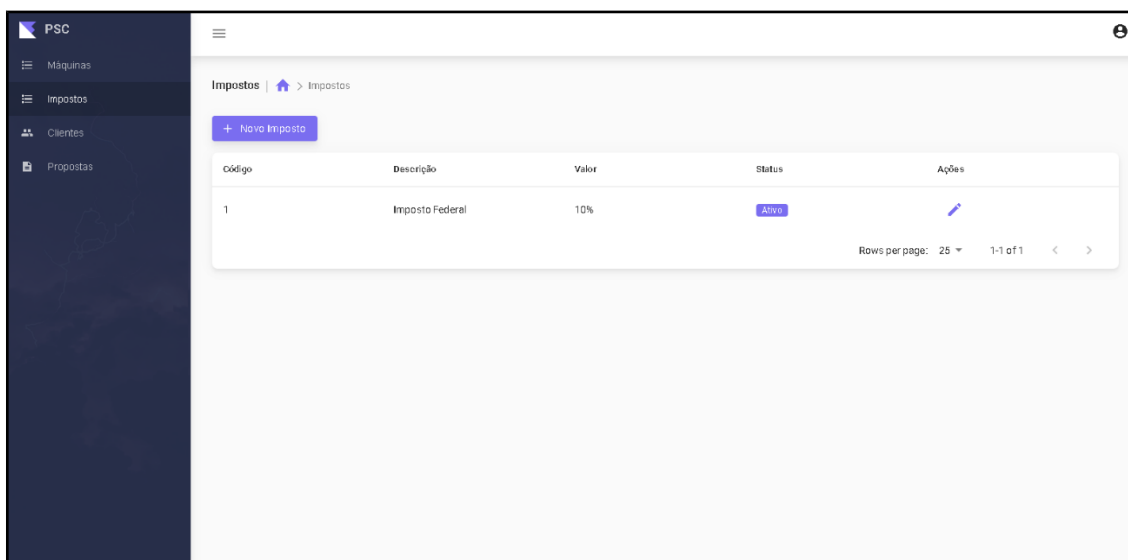 PSC
Máquinas
Impostos
Clientes
Propostas
Impostos | > Impostos
+ Novo Imposto
Código Descrição Valor Status Ações
1 Imposto Federal 10% Ativo
Rows per page: 25 1-1 of 1